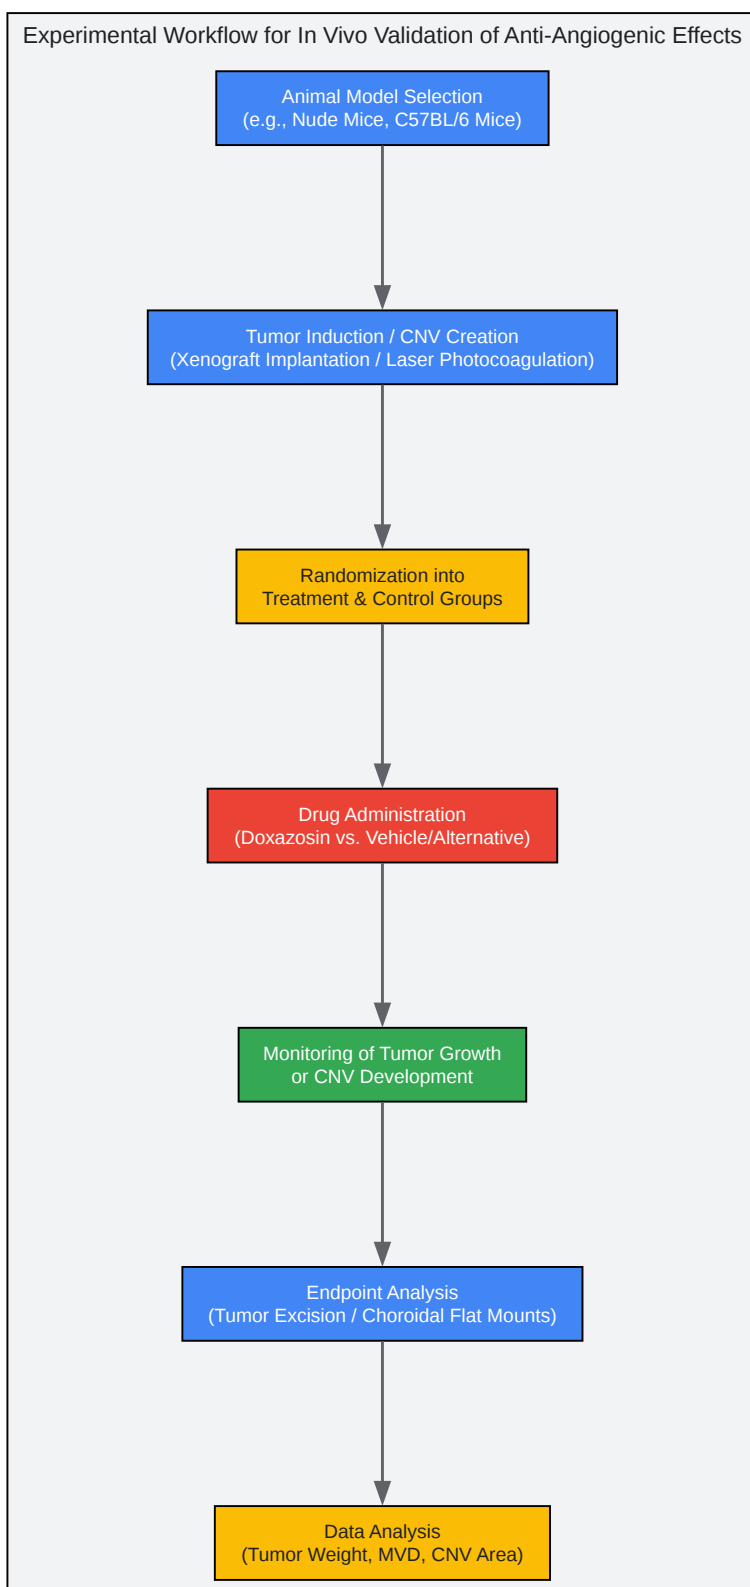 Experimental Workflow for In Vivo Validation of Anti-Angiogenic Effects
Animal Model Selection
(e.g., Nude Mice, C57BL/6 Mice)
Tumor Induction / CNV Creation
(Xenograft Implantation / Laser Photocoagulation)
Randomization into
Treatment & Control Groups
Drug Administration
(Doxazosin vs. Vehicle/Alternative)
Monitoring of Tumor Growth
or CNV Development
Endpoint Analysis
(Tumor Excision / Choroidal Flat Mounts)
Data Analysis
(Tumor Weight, MVD, CNV Area)